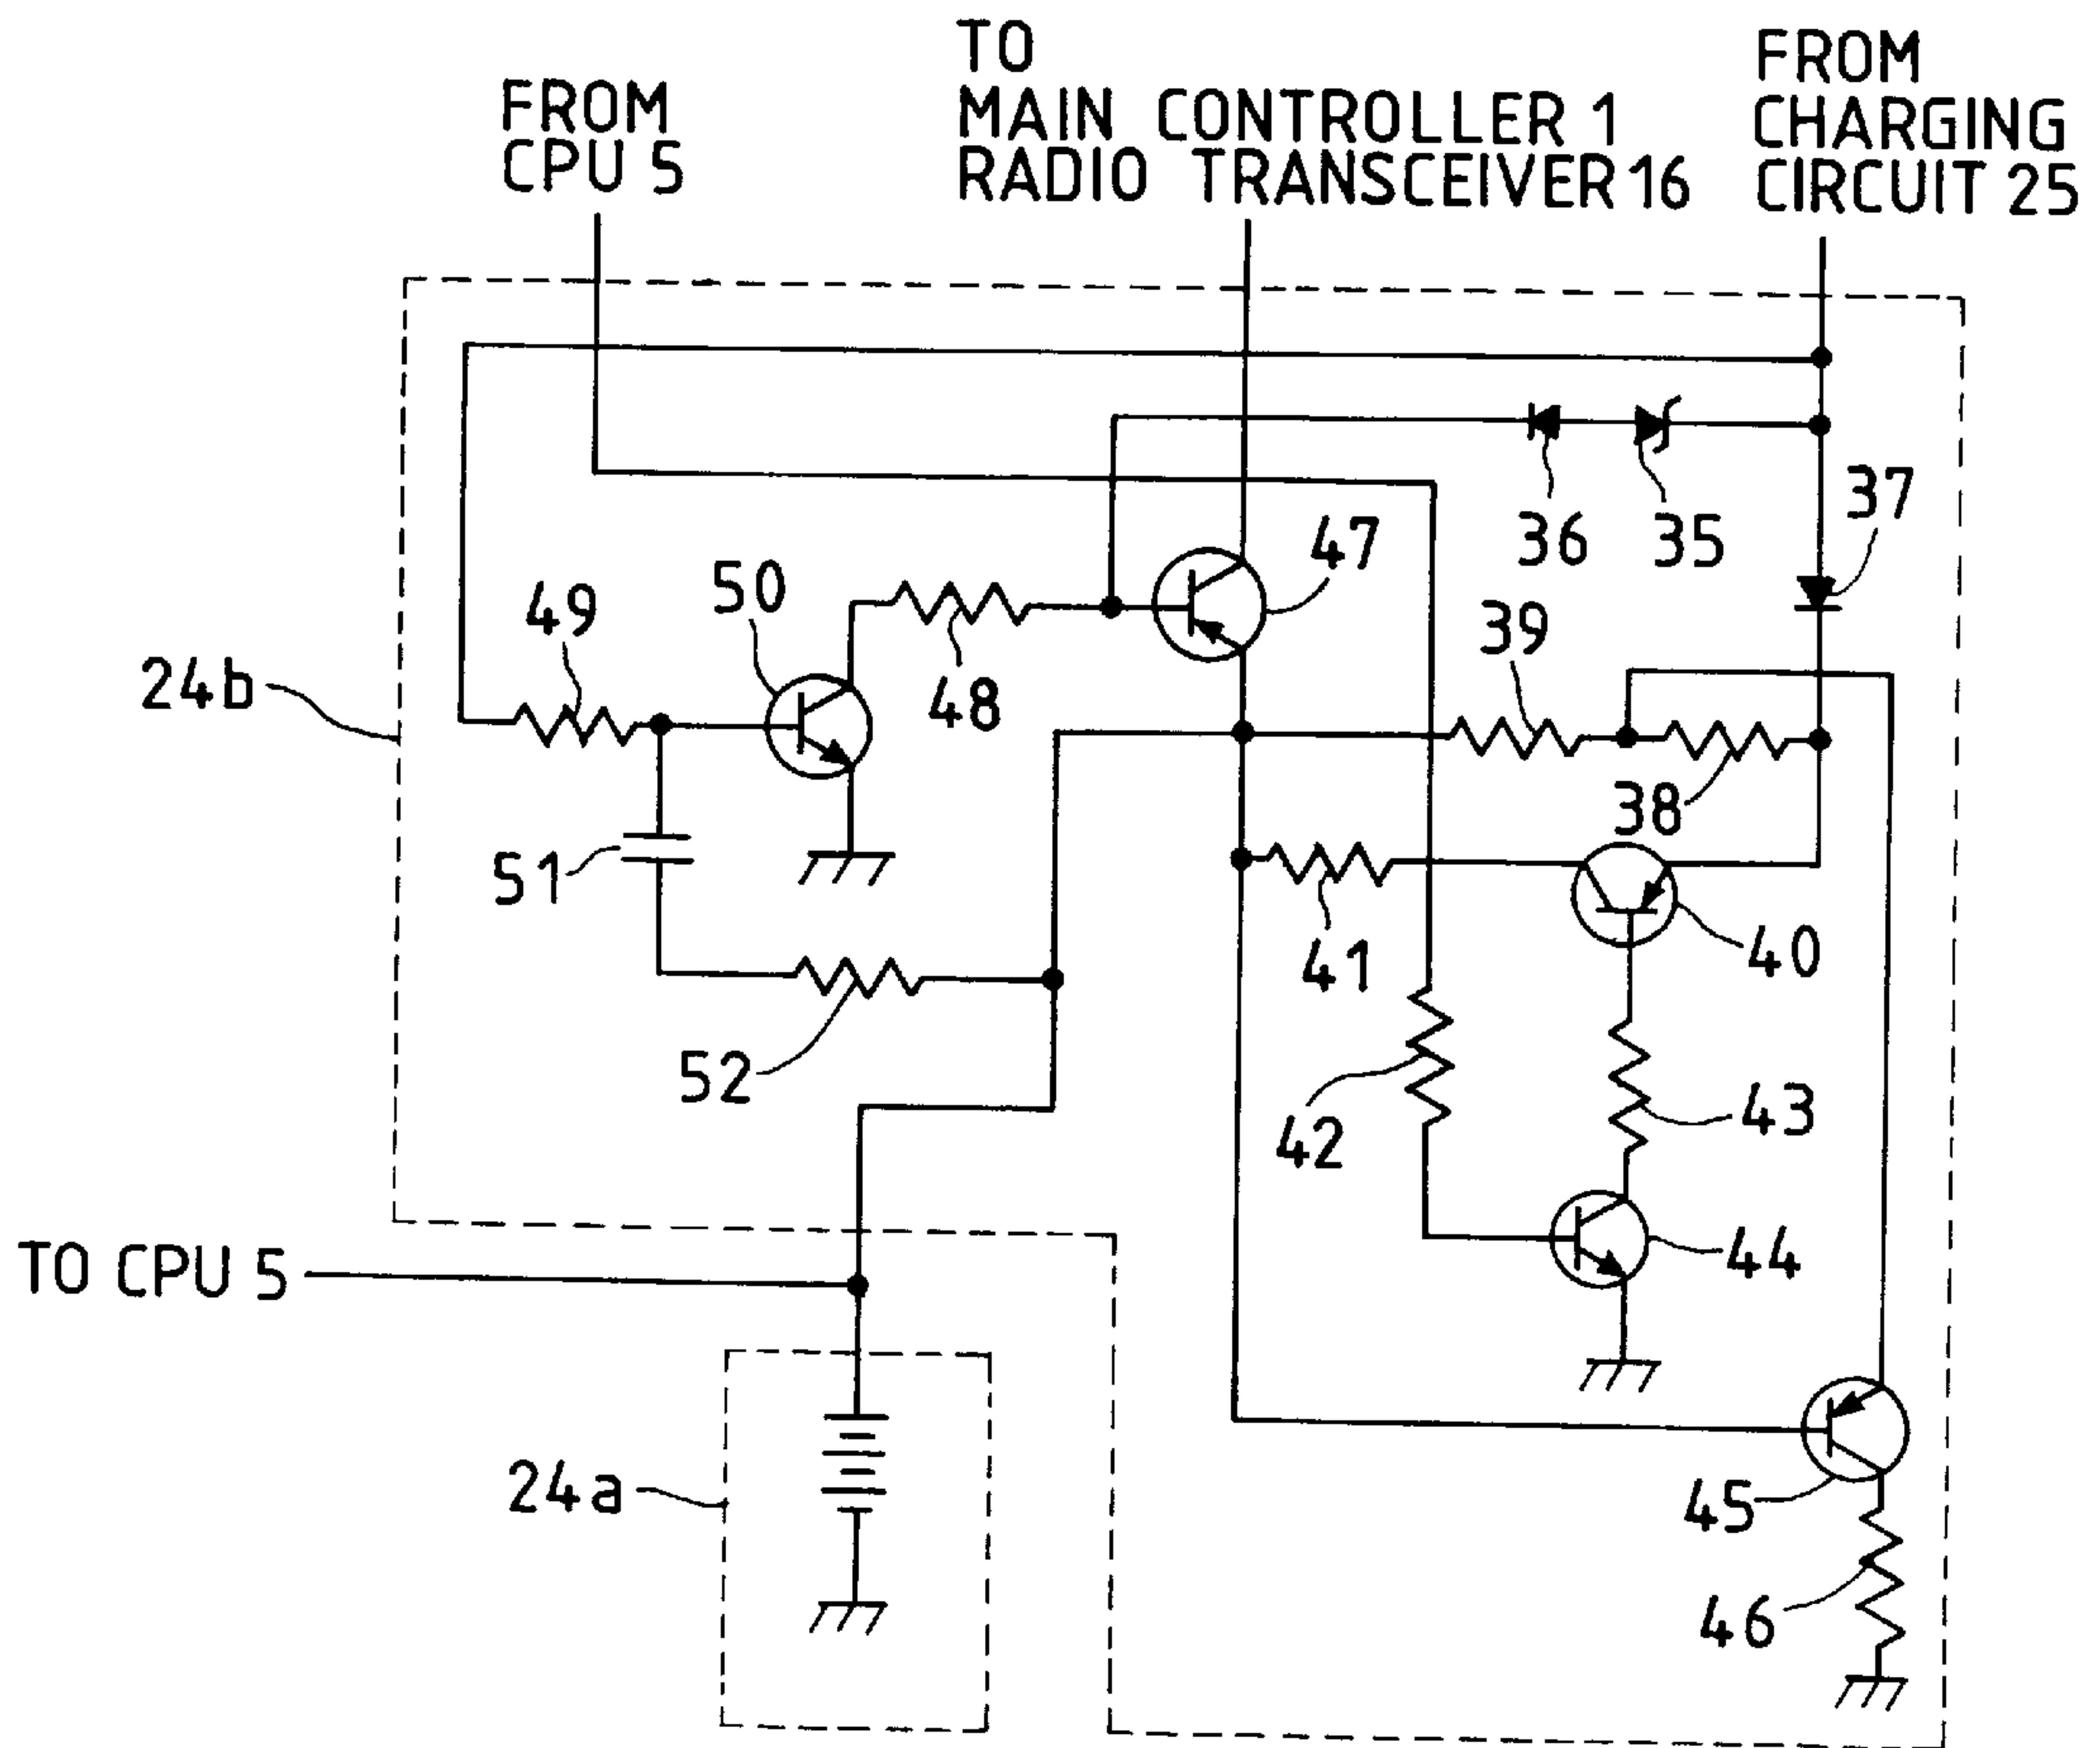 FROM
CPU 5
TO
MAIN CONTROLLER 1
RADIO TRANSCEIVER 16
FROM
CHARGING
CIRCUIT 25
37
36
35
47
50
49
39
24b
48
38
51
41
40
52
42
43
TO CPU 5
44
24a
45
46